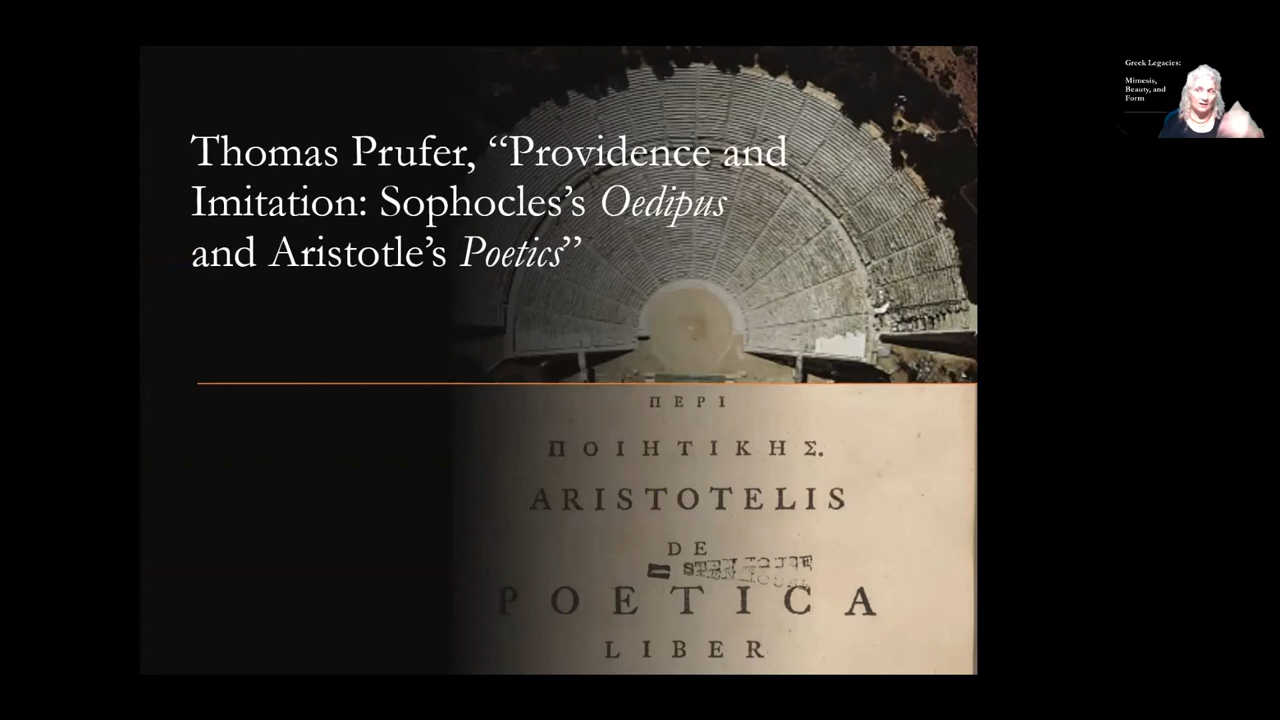 Thomas Prufer, “Providence and
Imitation: Sophocles’s Oedipus
and Aristotle’s Poetics”
ΠΕΡΙ
ΠΟΙΗΤΙΚΗΣ.
ARISTOTELIS
DE
POETICA
LIBER
Greek Legacies:
Mimesis,
Beauty, and
Form